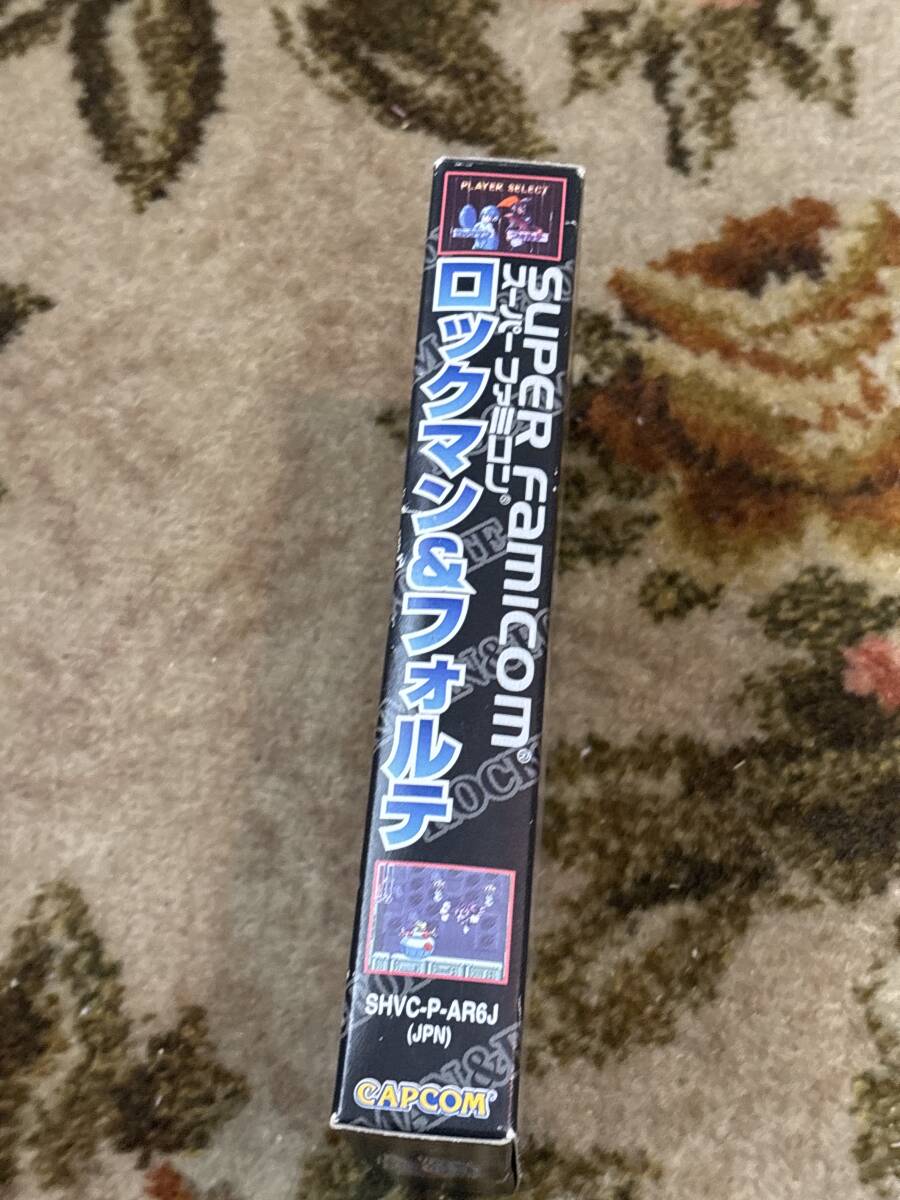 PLAYER SELECT
SUPER FAMICOM®
スーパーファミコン®
ロックマン&フォルテ
SHVC-P-AR6J
(JPN)
CAPCOM®